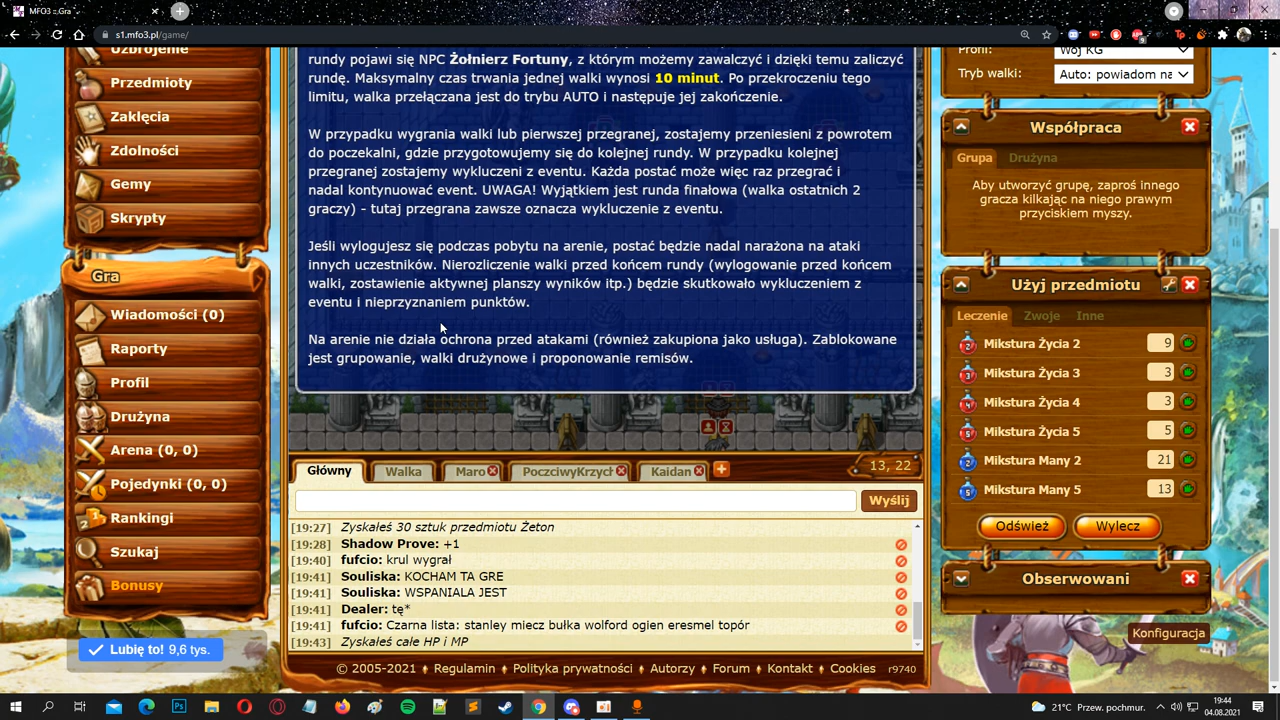 MFO3 :: Gra
s1.mfo3.pl/game/
Uzbrojenie
Przedmioty
Zaklęcia
Zdolności
Gemy
Skrypty
Gra
Wiadomości (0)
Raporty
Profil
Drużyna
Arena (0, 0)
Pojedynki (0, 0)
Rankingi
Szukaj
Bonusy
Lubię to! 9,6 tys.
rundy pojawi się NPC Żołnierz Fortuny, z którym możemy zawalczyć i dzięki temu zaliczyć
rundę. Maksymalny czas trwania jednej walki wynosi 10 minut. Po przekroczeniu tego
limitu, walka przełączana jest do trybu AUTO i następuje jej zakończenie.
W przypadku wygrania walki lub pierwszej przegranej, zostajemy przeniesieni z powrotem
do poczekalni, gdzie przygotowujemy się do kolejnej rundy. W przypadku kolejnej
przegranej zostajemy wykluczeni z eventu. Każda postać może więc raz przegrać i
nadal kontynuować event. UWAGA! Wyjątkiem jest runda finałowa (walka ostatnich 2
graczy) - tutaj przegrana zawsze oznacza wykluczenie z eventu.
Jeśli wylogujesz się podczas pobytu na arenie, postać będzie nadal narażona na ataki
innych uczestników. Nierozliczenie walki przed końcem rundy (wylogowanie przed końcem
walki, zostawienie aktywnej planszy wyników itp.) będzie skutkowało wykluczeniem z
eventu i nieprzyznaniem punktów.
Na arenie nie działa ochrona przed atakami (również zakupiona jako usługa). Zablokowane
jest grupowanie, walki drużynowe i proponowanie remisów.
Główny
Walka
Maro
PoczciwyKrzych
Kaidan
13, 22
Wyślij
[19:27] Zyskałeś 30 sztuk przedmiotu Żeton
[19:28] Shadow Prove: +1
[19:40] fufcio: krul wygrał
[19:41] Souliska: KOCHAM TA GRE
[19:41] Souliska: WSPANIALA JEST
[19:41] Dealer: tę*
[19:41] fufcio: Czarna lista: stanley miecz bułka wolford ogien eresmel topór
[19:43] Zyskałeś całe HP i MP
© 2005-2021 ♦ Regulamin ♦ Polityka prywatności ♦ Autorzy ♦ Forum ♦ Kontakt ♦ Cookies r9740
Profil: Wój KG
Tryb walki: Auto: powiadom na
Współpraca
Grupa Drużyna
Aby utworzyć grupę, zaproś innego
gracza klikając na niego prawym
przyciskiem myszy.
Użyj przedmiotu
Leczenie Zwoje Inne
Mikstura Życia 2 9
Mikstura Życia 3 3
Mikstura Życia 4 3
Mikstura Życia 5 5
Mikstura Many 2 21
Mikstura Many 5 13
Odśwież Wylecz
Obserwowani
Konfiguracja
21°C Przew. pochmur.
19:44
04.08.2021